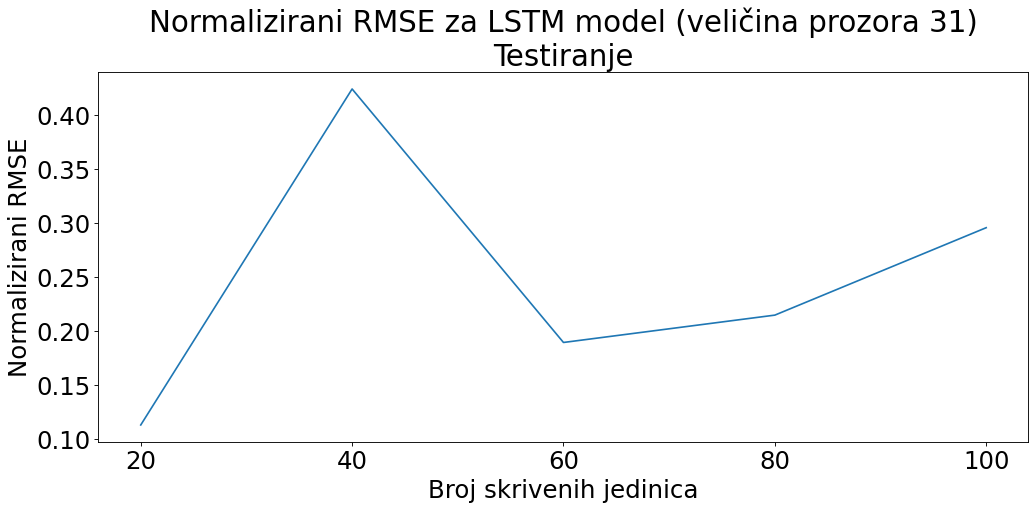 Normalizirani RMSE za LSTM model (veličina prozora 31)
Testiranje
Normalizirani RMSE
0.40
0.35
0.30
0.25
0.20
0.15
0.10
20 40 60 80 100
Broj skrivenih jedinica